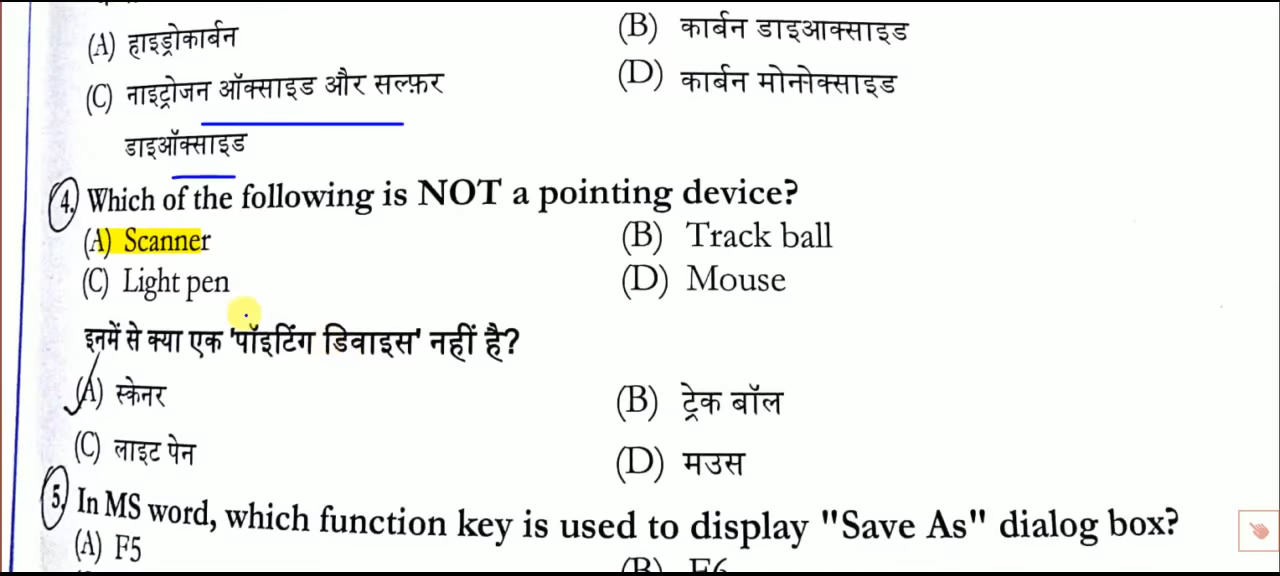 (A) हाइड्रोकार्बन
(B) कार्बन डाइआक्साइड
(C) नाइट्रोजन ऑक्साइड और सल्फ़र
डाइऑक्साइड
(D) कार्बन मोनोक्साइड
4. Which of the following is NOT a pointing device?
(A) Scanner
(B) Track ball
(C) Light pen
(D) Mouse
इनमें से क्या एक 'पॉइटिंग डिवाइस' नहीं है?
(A) स्केनर
(B) ट्रेक बॉल
(C) लाइट पेन
(D) मउस
5. In MS word, which function key is used to display "Save As" dialog box?
(A) F5
(B) F6